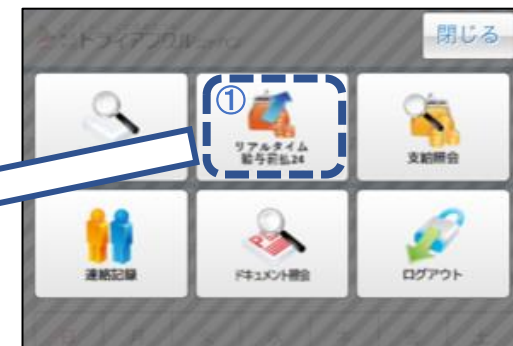 閉じる
①
リアルタイム
給与前払24
支給照会
連絡記録
ドキュメント照会
ログアウト